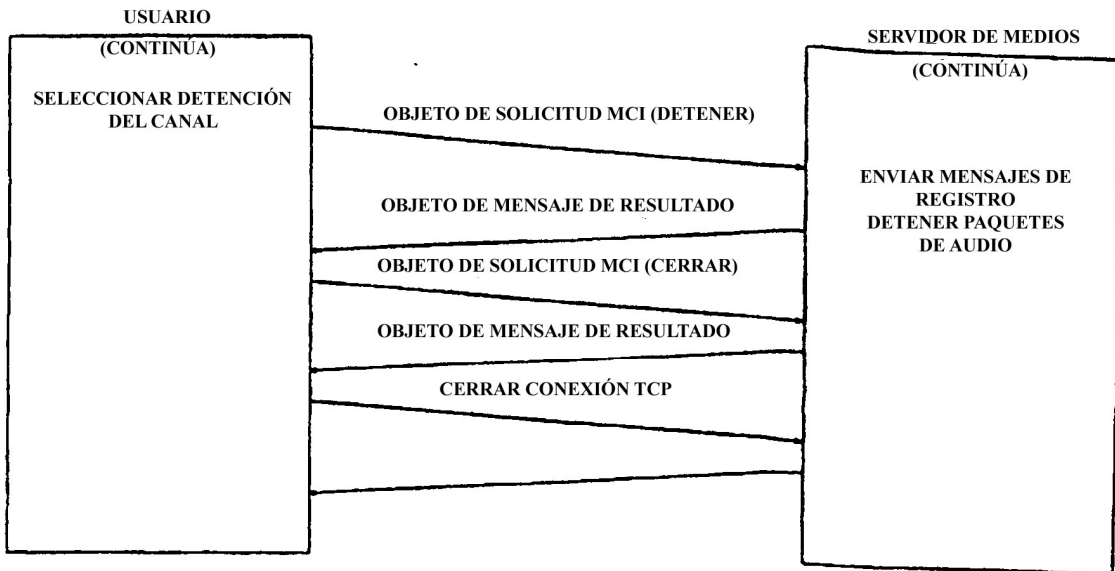 USUARIO
(CONTINÚA)
SELECCIONAR DETENCIÓN
DEL CANAL
OBJETO DE SOLICITUD MCI (DETENER)
OBJETO DE MENSAJE DE RESULTADO
OBJETO DE SOLICITUD MCI (CERRAR)
OBJETO DE MENSAJE DE RESULTADO
CERRAR CONEXIÓN TCP
SERVIDOR DE MEDIOS
(CONTINÚA)
ENVIAR MENSAJES DE
REGISTRO
DETENER PAQUETES
DE AUDIO